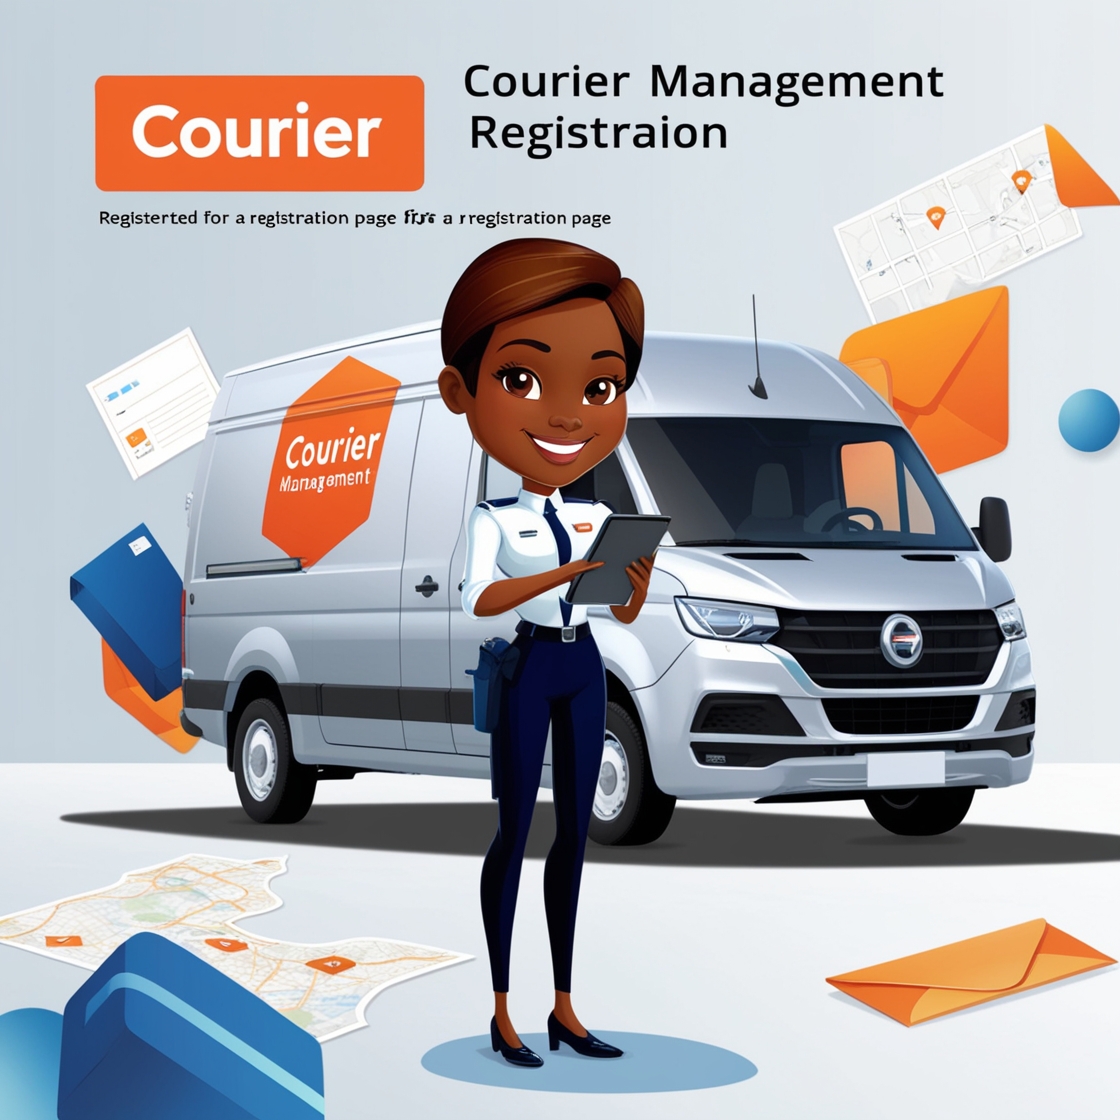 Courier
Courier Management
Registraion
Registerted for a registration page a rregistration page
Courier
Management